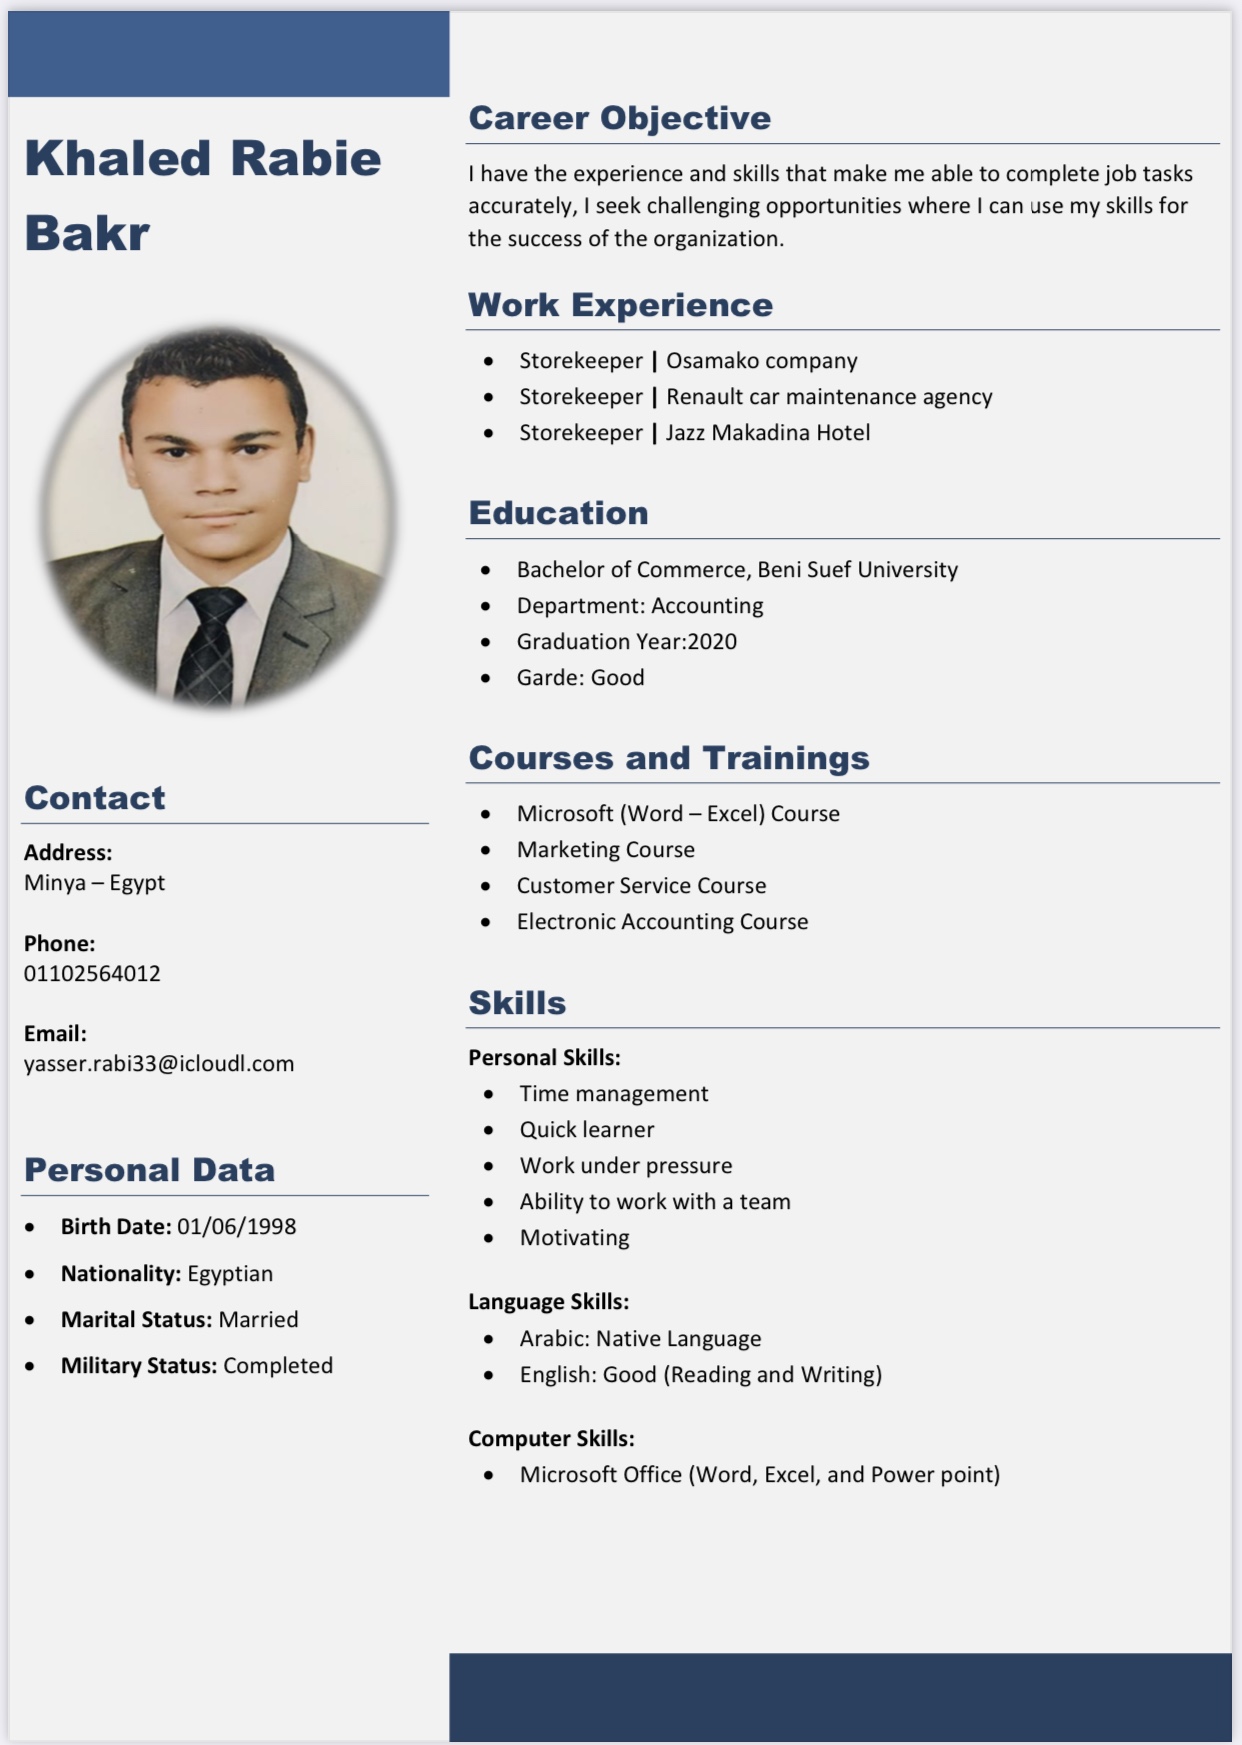 Khaled Rabie
Bakr
Contact
Address:
Minya – Egypt
Phone:
01102564012
Email:
yasser.rabi33@icloudl.com
Personal Data
• Birth Date: 01/06/1998
• Nationality: Egyptian
• Marital Status: Married
• Military Status: Completed
Career Objective
I have the experience and skills that make me able to complete job tasks
accurately, I seek challenging opportunities where I can use my skills for
the success of the organization.
Work Experience
• Storekeeper | Osamako company
• Storekeeper | Renault car maintenance agency
• Storekeeper | Jazz Makadina Hotel
Education
• Bachelor of Commerce, Beni Suef University
• Department: Accounting
• Graduation Year:2020
• Garde: Good
Courses and Trainings
• Microsoft (Word – Excel) Course
• Marketing Course
• Customer Service Course
• Electronic Accounting Course
Skills
Personal Skills:
• Time management
• Quick learner
• Work under pressure
• Ability to work with a team
• Motivating
Language Skills:
• Arabic: Native Language
• English: Good (Reading and Writing)
Computer Skills:
• Microsoft Office (Word, Excel, and Power point)